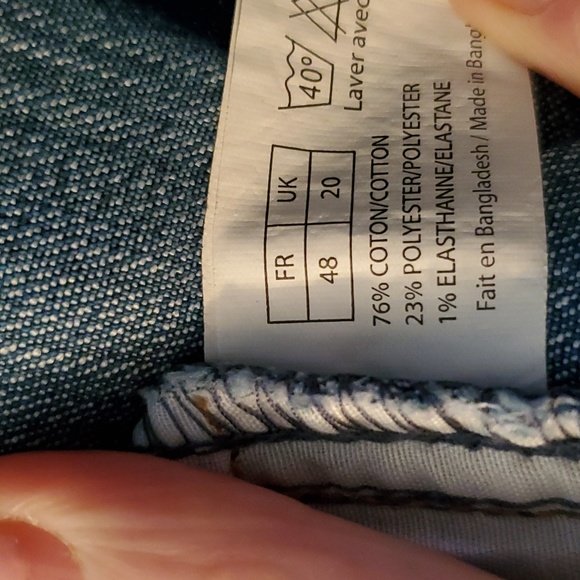 40°
Laver avec
FR UK
48 20
76% COTON/COTTON
23% POLYESTER/POLYESTER
1% ELASTHANNE/ELASTANE
Fait en Bangladesh / Made in